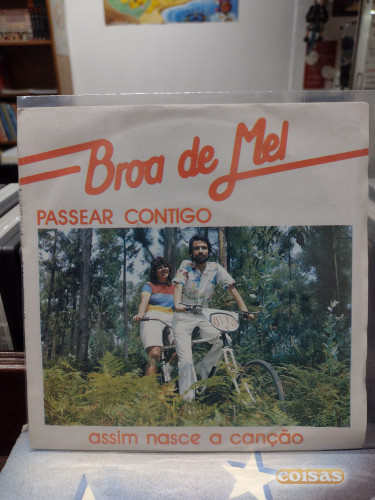 Broa de Mel
PASSEAR CONTIGO
assim nasce a canção
coisas